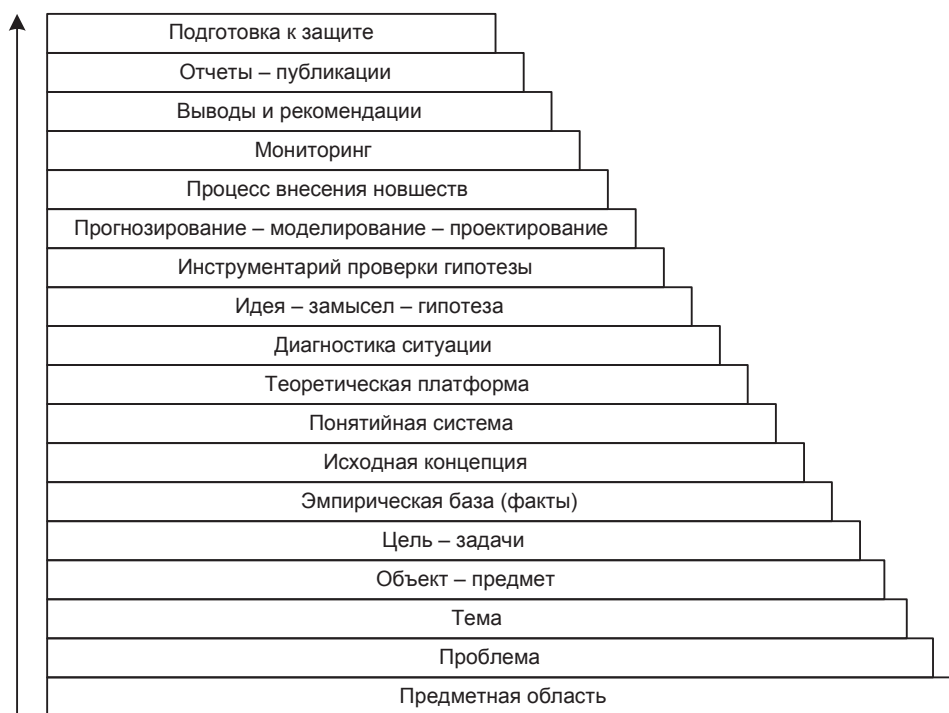 Подготовка к защите
Отчеты – публикации
Выводы и рекомендации
Мониторинг
Процесс внесения новшеств
Прогнозирование – моделирование – проектирование
Инструментарий проверки гипотезы
Идея – замысел – гипотеза
Диагностика ситуации
Теоретическая платформа
Понятийная система
Исходная концепция
Эмпирическая база (факты)
Цель – задачи
Объект – предмет
Тема
Проблема
Предметная область